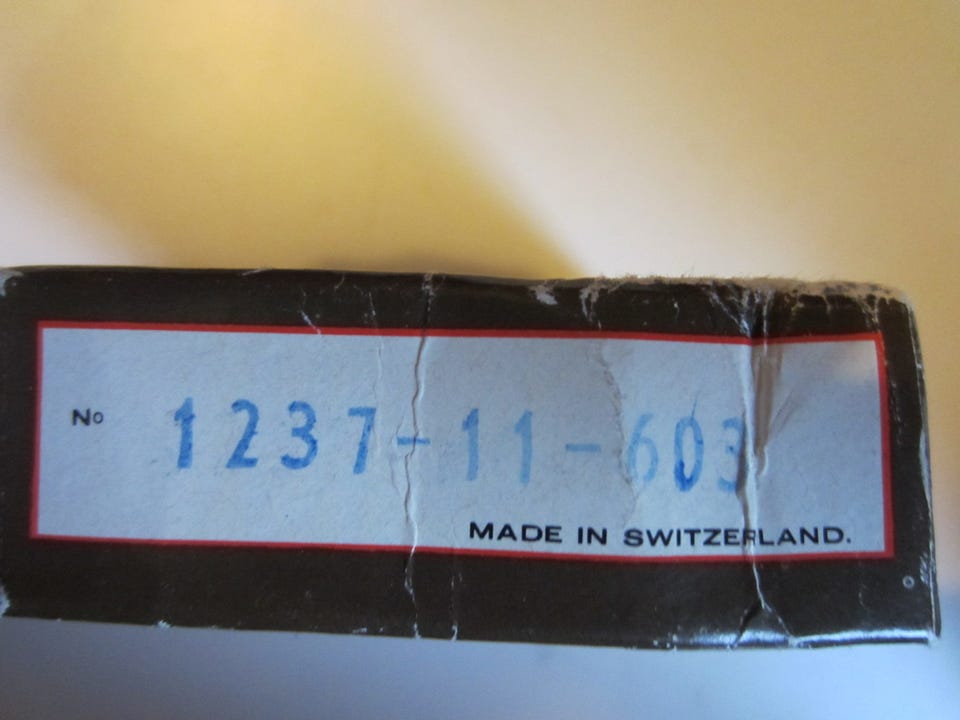 No 1237-11-603
MADE IN SWITZERLAND.